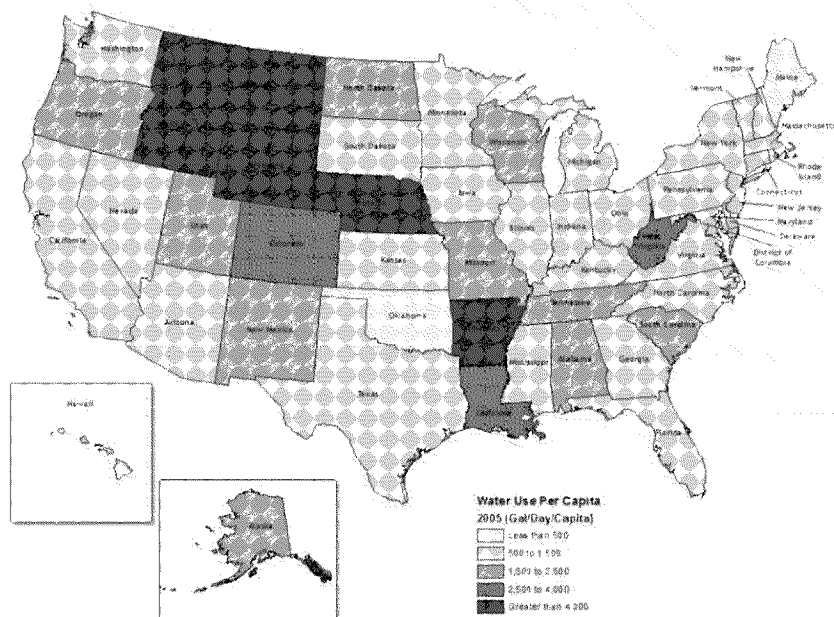 Washington
Oregon
California
Nevada
Utah
Arizona
Colorado
New Mexico
North Dakota
South Dakota
Kansas
Oklahoma
Texas
Minnesota
Iowa
Missouri
Louisiana
Wisconsin
Illinois
Michigan
Indiana
Ohio
Kentucky
Tennessee
Mississippi
Alabama
Georgia
Florida
South Carolina
North Carolina
Virginia
Pennsylvania
New York
Vermont
New
Hampshire
Maine
Massachusetts
Rhode
Island
Connecticut
New Jersey
Maryland
Delaware
District of
Columbia
Hawaii
Alaska
Water Use Per Capita
2005 (Gal/Day/Capita)
Less than 500
500 to 1,500
1,501 to 2,500
2,501 to 4,000
Greater than 4,000